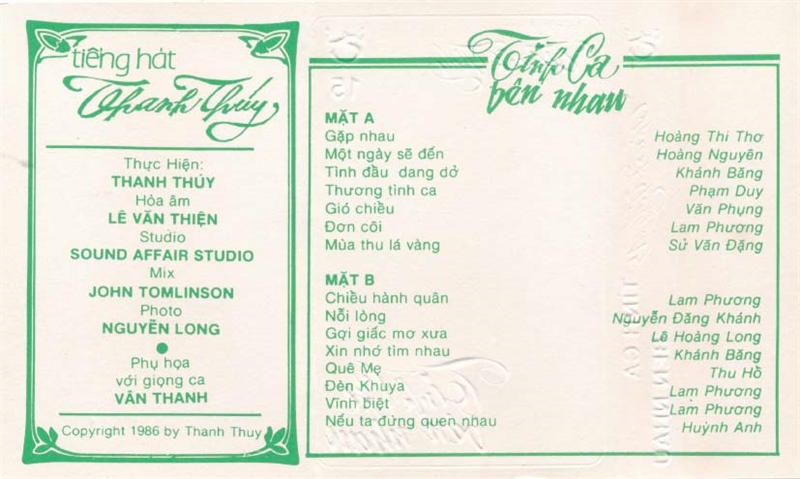 tiếng hát
Thanh Thúy
Thực Hiện:
THANH THÚY
Hòa âm
LÊ VĂN THIỆN
Studio
SOUND AFFAIR STUDIO
Mix
JOHN TOMLINSON
Photo
NGUYỄN LONG
Phụ họa
với giọng ca
VĂN THANH
Copyright 1986 by Thanh Thuy
Tình Ca
bên nhau
MẶT A
Gặp nhau Hoàng Thi Thơ
Một ngày sẽ đến Hoàng Nguyên
Tình đầu dang dở Khánh Băng
Thương tình ca Phạm Duy
Gió chiều Văn Phụng
Đơn côi Lam Phương
Mùa thu lá vàng Sử Văn Đặng
MẶT B
Chiều hành quân Lam Phương
Nỗi lòng Nguyễn Đăng Khánh
Gợi giấc mơ xưa Lê Hoàng Long
Xin nhớ tìm nhau Khánh Băng
Quê Mẹ Thu Hồ
Đèn Khuya Lam Phương
Vĩnh biệt Lam Phương
Nếu ta đừng quen nhau Huỳnh Anh